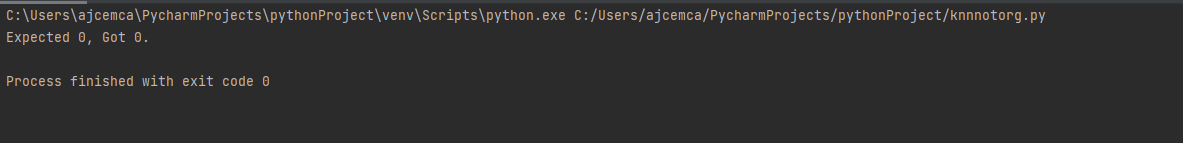 C:\Users\ajcemca\PycharmProjects\pythonProject\venv\Scripts\python.exe C:/Users/ajcemca/PycharmProjects/pythonProject/knnnotorg.py
Expected 0, Got 0.
Process finished with exit code 0